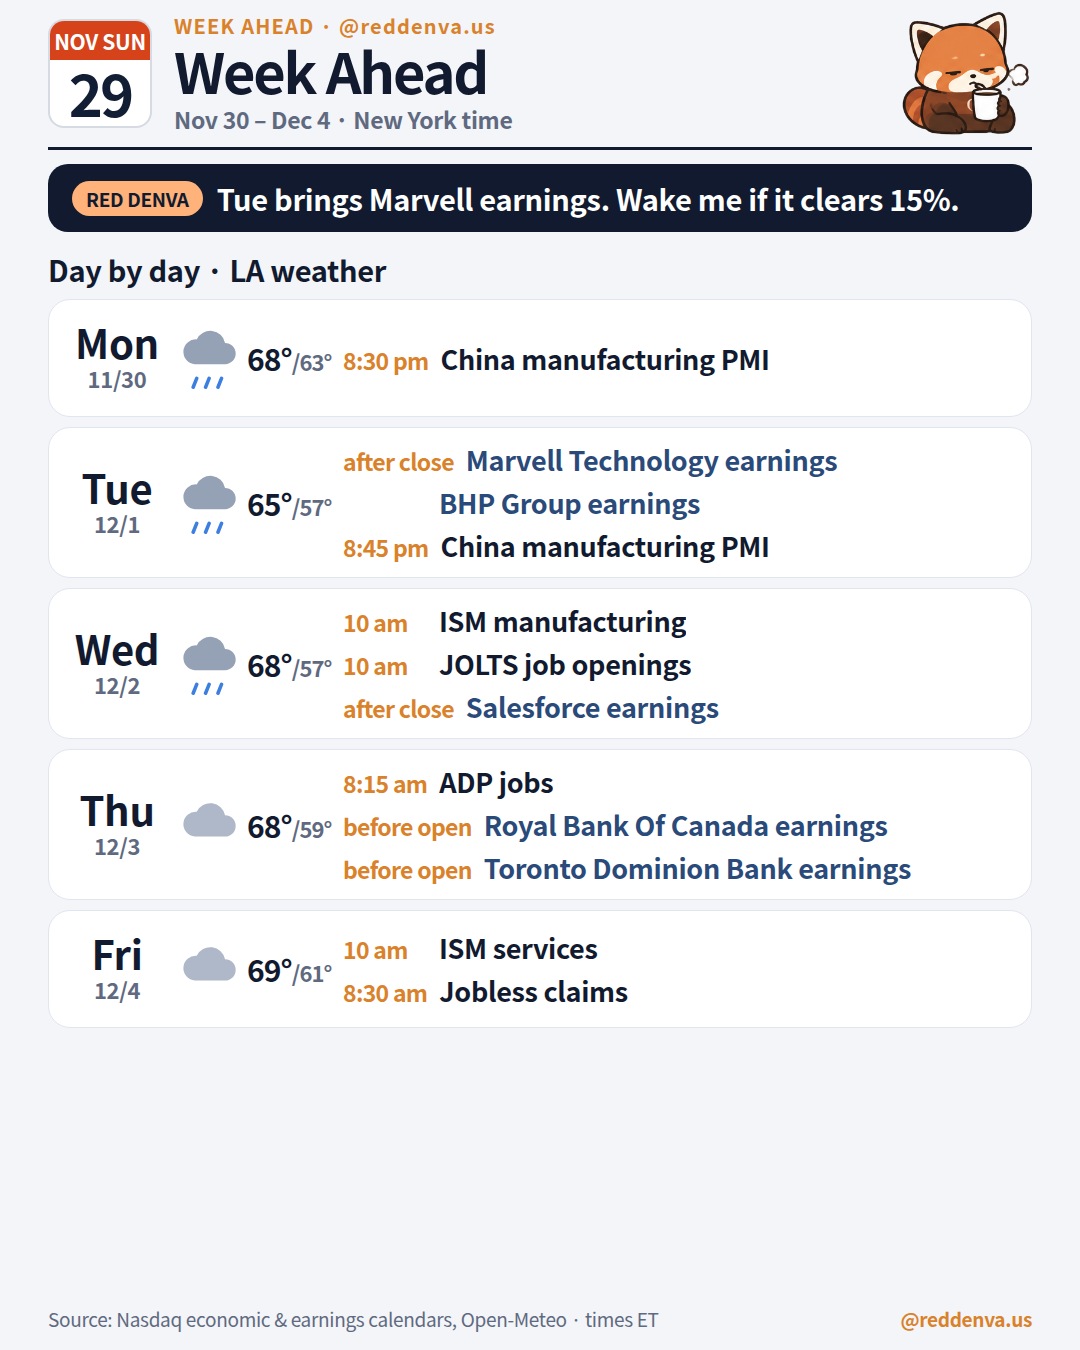 NOV SUN
29
WEEK AHEAD · @reddenva.us
Week Ahead
Nov 30 – Dec 4 · New York time
RED DENVA Tue brings Marvell earnings. Wake me if it clears 15%.
Day by day · LA weather
Mon
11/30
68°/63°
8:30 pm China manufacturing PMI
Tue
12/1
65°/57°
after close Marvell Technology earnings
BHP Group earnings
8:45 pm China manufacturing PMI
Wed
12/2
68°/57°
10 am ISM manufacturing
10 am JOLTS job openings
after close Salesforce earnings
Thu
12/3
68°/59°
8:15 am ADP jobs
before open Royal Bank Of Canada earnings
before open Toronto Dominion Bank earnings
Fri
12/4
69°/61°
10 am ISM services
8:30 am Jobless claims
Source: Nasdaq economic & earnings calendars, Open-Meteo · times ET
@reddenva.us